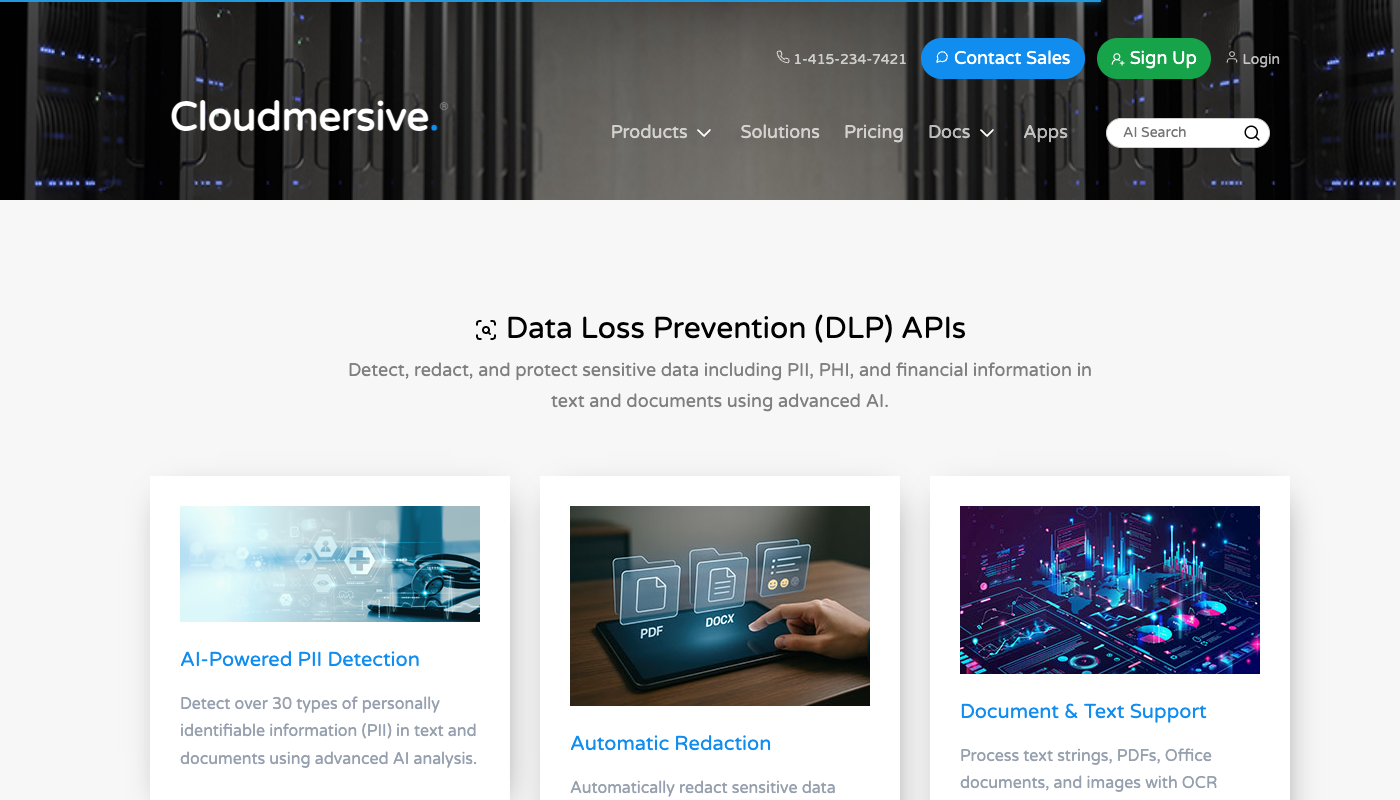 1-415-234-7421
Contact Sales
Sign Up
Login
Cloudmersive.®
Products
Solutions
Pricing
Docs
Apps
AI Search
Data Loss Prevention (DLP) APIs
Detect, redact, and protect sensitive data including PII, PHI, and financial information in
text and documents using advanced AI.
AI-Powered PII Detection
Detect over 30 types of personally
identifiable information (PII) in text and
documents using advanced AI analysis.
PDF
DOCX
Automatic Redaction
Automatically redact sensitive data
Document & Text Support
Process text strings, PDFs, Office
documents, and images with OCR